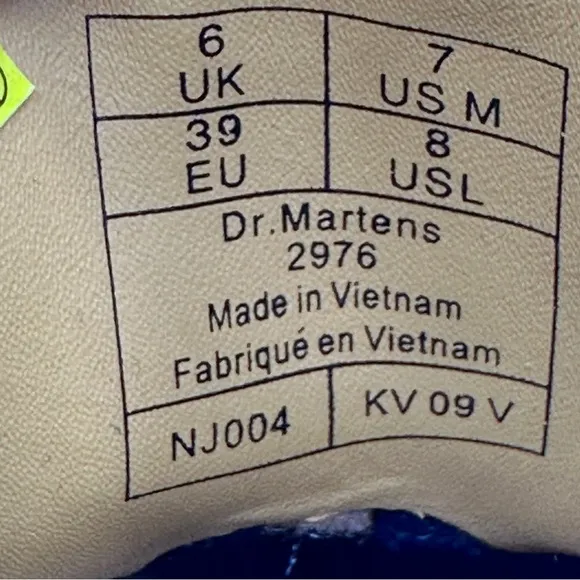 6
UK
7
US M
39
EU
8
USL
Dr.Martens
2976
Made in Vietnam
Fabriqué en Vietnam
NJ004
KV 09 V